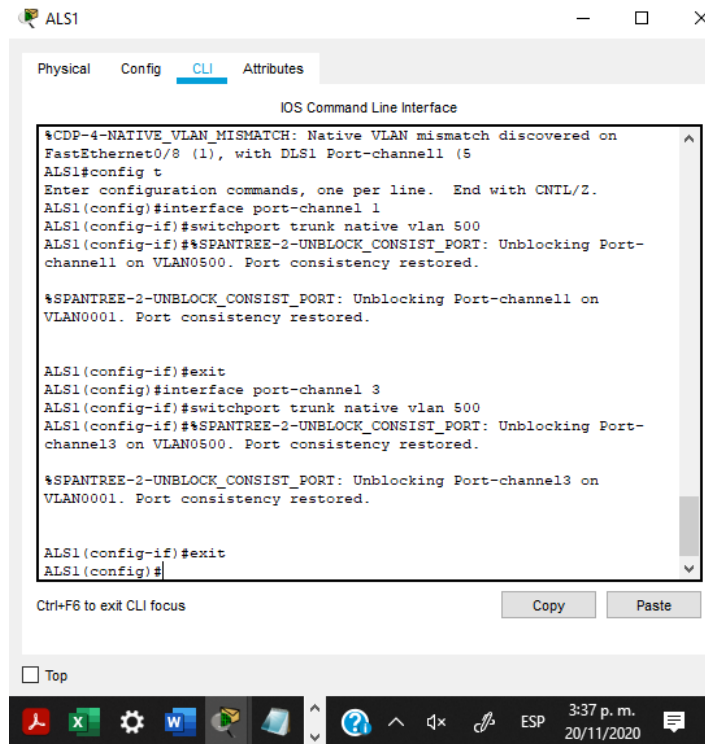 ALS1
Physical Config CLI Attributes
IOS Command Line Interface
%CDP-4-NATIVE_VLAN_MISMATCH: Native VLAN mismatch discovered on
FastEthernet0/8 (1), with DLS1 Port-channel1 (5
ALS1#config t
Enter configuration commands, one per line.  End with CNTL/Z.
ALS1(config)#interface port-channel 1
ALS1(config-if)#switchport trunk native vlan 500
ALS1(config-if)#%SPANTREE-2-UNBLOCK_CONSIST_PORT: Unblocking Port-
channel1 on VLAN0500. Port consistency restored.
%SPANTREE-2-UNBLOCK_CONSIST_PORT: Unblocking Port-channel1 on
VLAN0001. Port consistency restored.
ALS1(config-if)#exit
ALS1(config)#interface port-channel 3
ALS1(config-if)#switchport trunk native vlan 500
ALS1(config-if)#%SPANTREE-2-UNBLOCK_CONSIST_PORT: Unblocking Port-
channel3 on VLAN0500. Port consistency restored.
%SPANTREE-2-UNBLOCK_CONSIST_PORT: Unblocking Port-channel3 on
VLAN0001. Port consistency restored.
ALS1(config-if)#exit
ALS1(config)#
Ctrl+F6 to exit CLI focus Copy Paste
Top
ESP
3:37 p. m.
20/11/2020